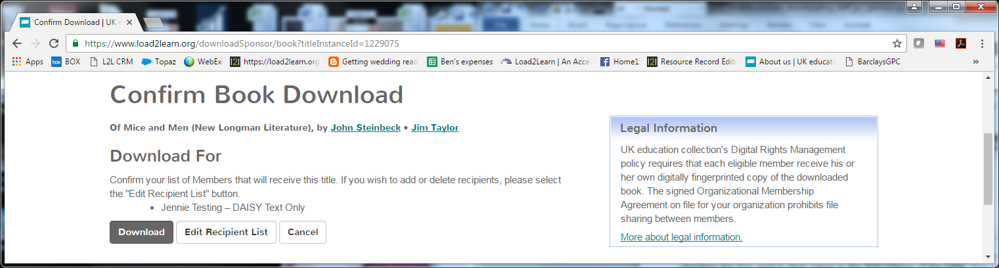 Confirm Download | UK e
https://www.load2learn.org/downloadSponsor/book?titleInstanceId=1229075
Apps BOX L2L CRM Topaz WebEx https://load2learn.org Getting wedding read Ben's expenses Load2Learn | An Acce Home1 Resource Record Edito About us | UK educati BarclaysGPC »
Confirm Book Download
Of Mice and Men (New Longman Literature), by John Steinbeck • Jim Taylor
Download For
Confirm your list of Members that will receive this title. If you wish to add or delete recipients, please select
the "Edit Recipient List" button.
• Jennie Testing – DAISY Text Only
Download Edit Recipient List Cancel
Legal Information
UK education collection's Digital Rights Management
policy requires that each eligible member receive his or
her own digitally fingerprinted copy of the downloaded
book. The signed Organizational Membership
Agreement on file for your organization prohibits file
sharing between members.
More about legal information.